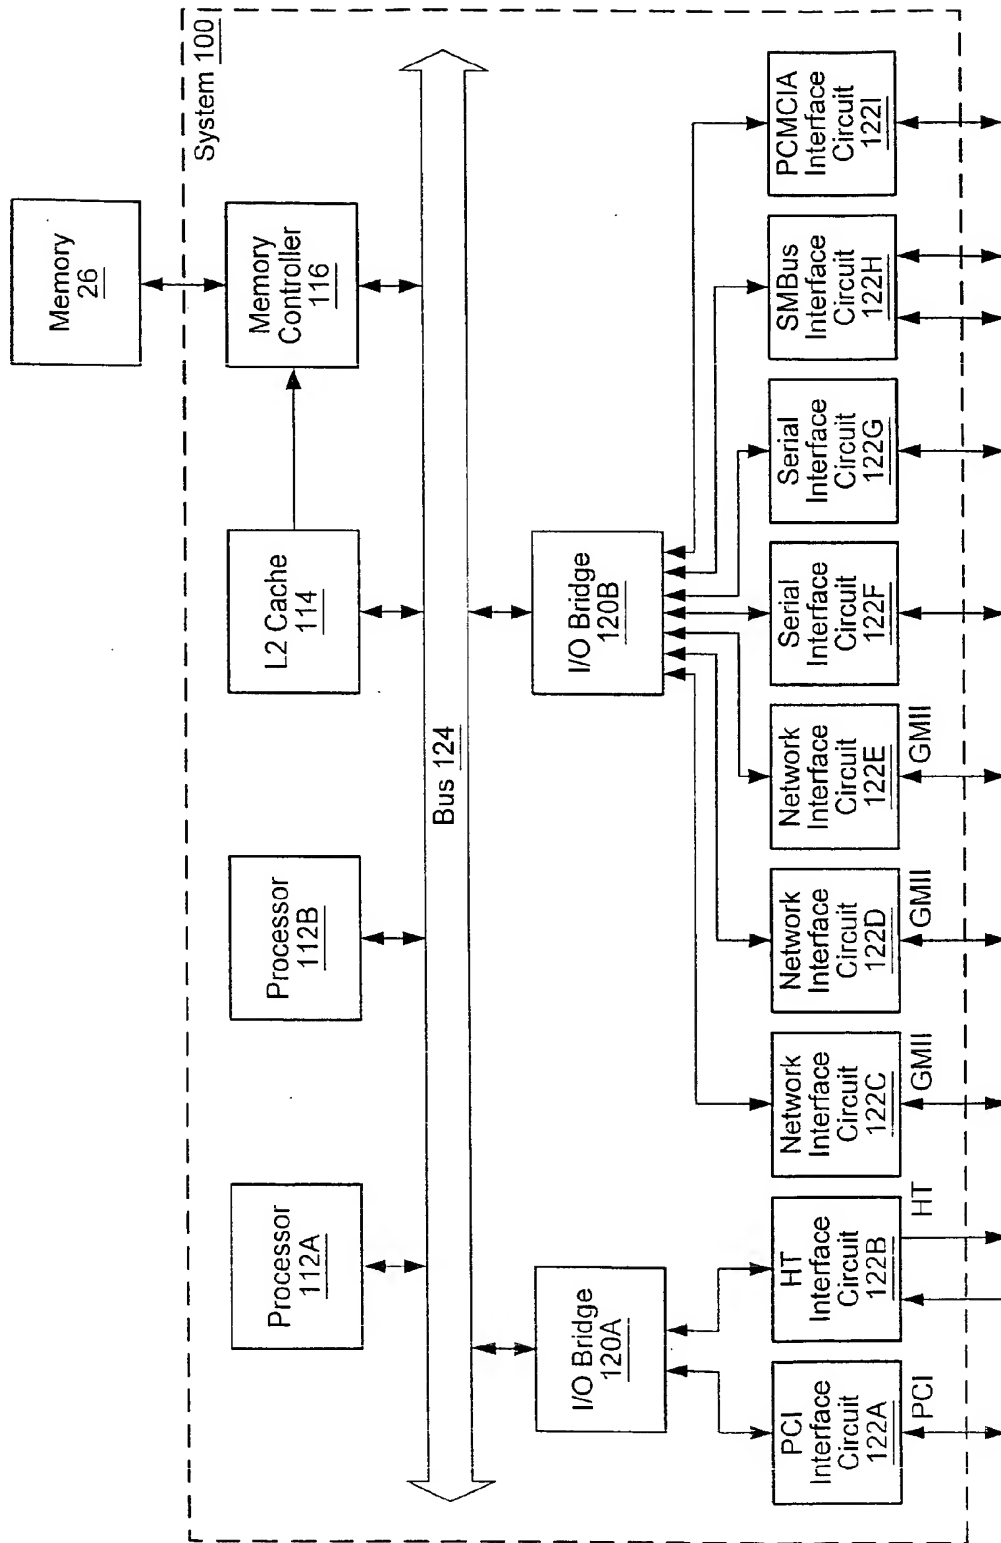 Memory
26
System 100
Processor
112A
Processor
112B
L2 Cache
114
Memory
Controller
116
Bus 124
I/O Bridge
120A
I/O Bridge
120B
PCI
Interface
Circuit
122A
HT
Interface
Circuit
122B
Network
Interface
Circuit
122C
Network
Interface
Circuit
122D
Network
Interface
Circuit
122E
Serial
Interface
Circuit
122F
Serial
Interface
Circuit
122G
SMBus
Interface
Circuit
122H
PCMCIA
Interface
Circuit
122I
PCI
HT
GMII
GMII
GMII